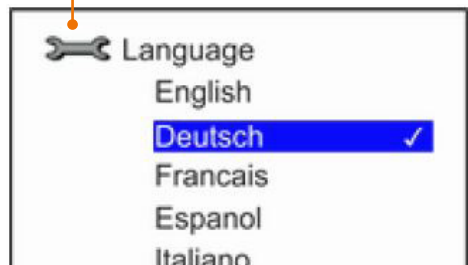 Language
English
Deutsch ✓
Francais
Espanol
Italiano